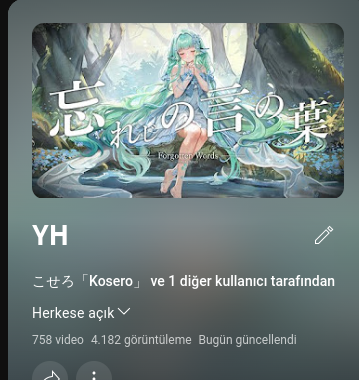 忘れじの言の葉
Forgotten Words
YH
こせろ「Kosero」 ve 1 diğer kullanıcı tarafından
Herkese açık
758 video 4.182 görüntüleme Bugün güncellendi